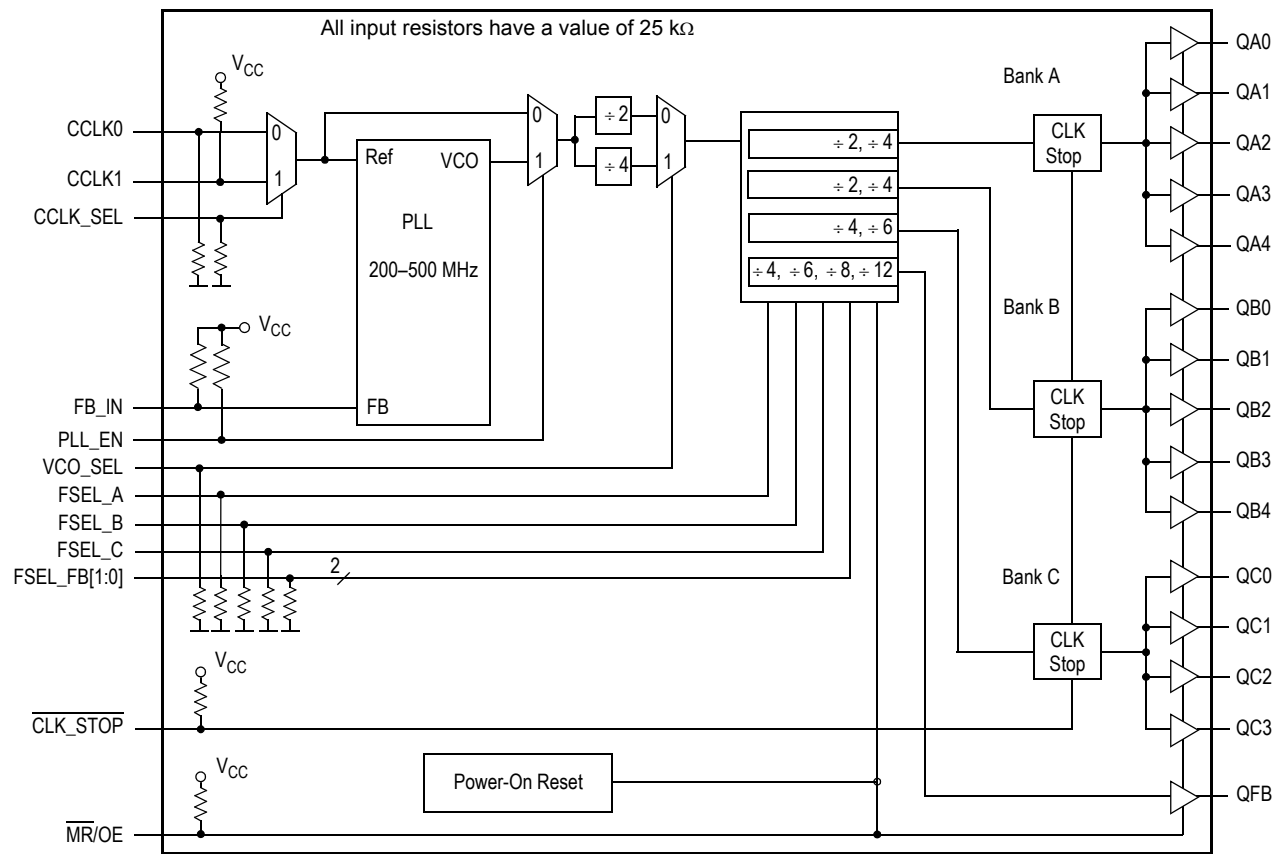 All input resistors have a value of 25 kΩ
VCC
CCLK0
CCLK1
CCLK_SEL
0
1
Ref
VCO
PLL
200–500 MHz
FB
0
1
÷ 2
÷ 4
0
1
÷ 2, ÷ 4
÷ 2, ÷ 4
÷ 4, ÷ 6
÷ 4, ÷ 6, ÷ 8, ÷ 12
VCC
FB_IN
PLL_EN
VCO_SEL
FSEL_A
FSEL_B
FSEL_C
FSEL_FB[1:0]
2
VCC
CLK_STOP
VCC
MR/OE
Power-On Reset
Bank A
CLK
Stop
Bank B
CLK
Stop
Bank C
CLK
Stop
QA0
QA1
QA2
QA3
QA4
QB0
QB1
QB2
QB3
QB4
QC0
QC1
QC2
QC3
QFB